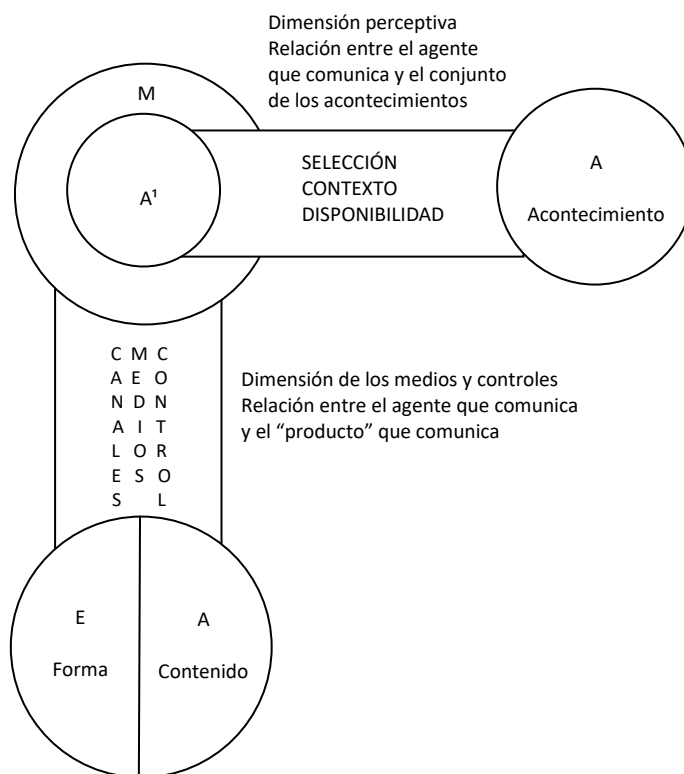 Dimensión perceptiva
Relación entre el agente
que comunica y el conjunto
de los acontecimientos
M
A¹
SELECCIÓN
CONTEXTO
DISPONIBILIDAD
A
Acontecimiento
CANALES
MEDIOS
CONTROL
Dimensión de los medios y controles
Relación entre el agente que comunica
y el “producto” que comunica
E
Forma
A
Contenido